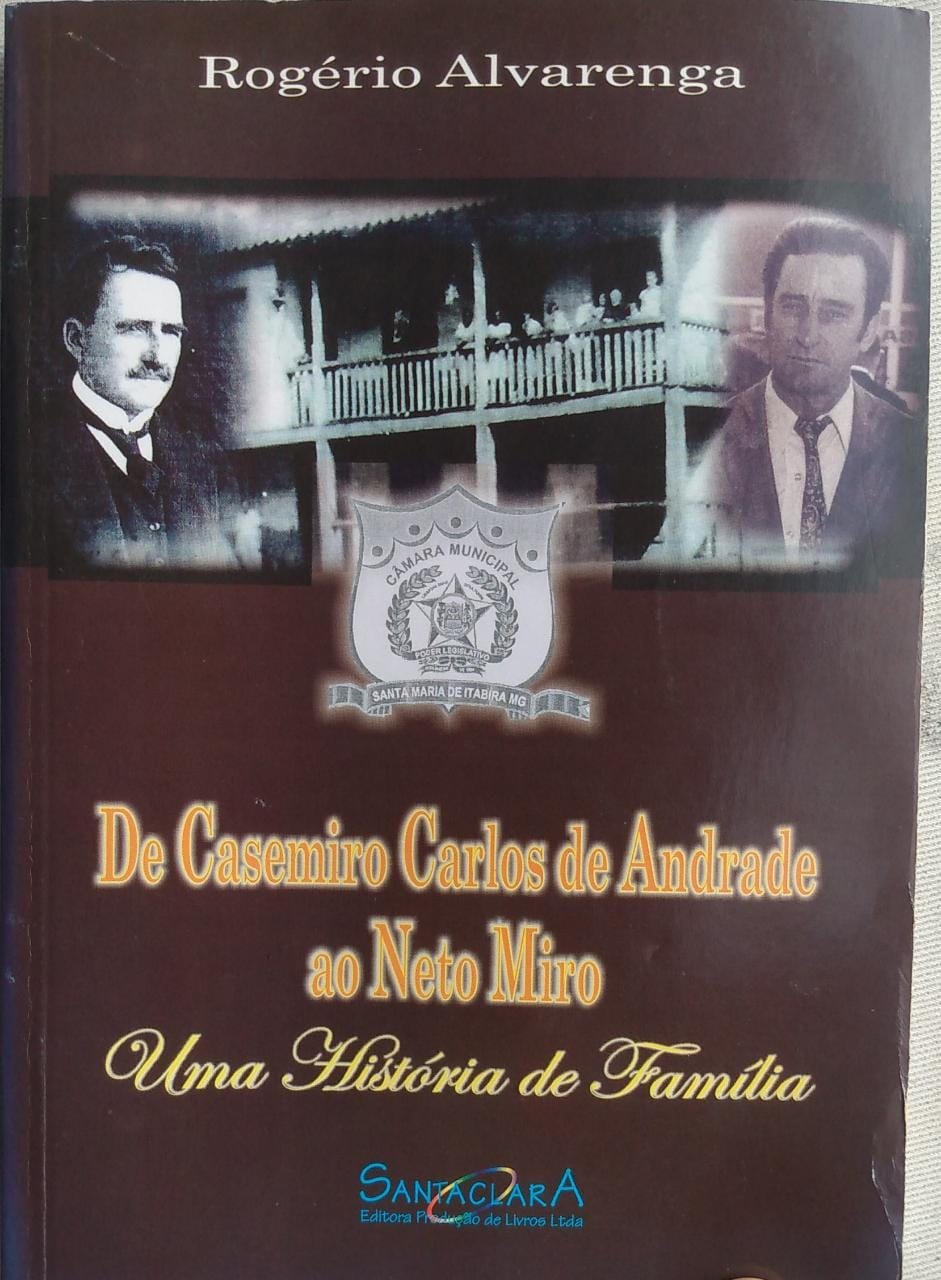 Rogério Alvarenga
CÂMARA MUNICIPAL
PODER LEGISLATIVO
SANTA MARIA DE ITABIRA MG
De Casemiro Carlos de Andrade
ao Neto Miro
Uma História de Família
SANTACLARA
Editora Produção de Livros Ltda